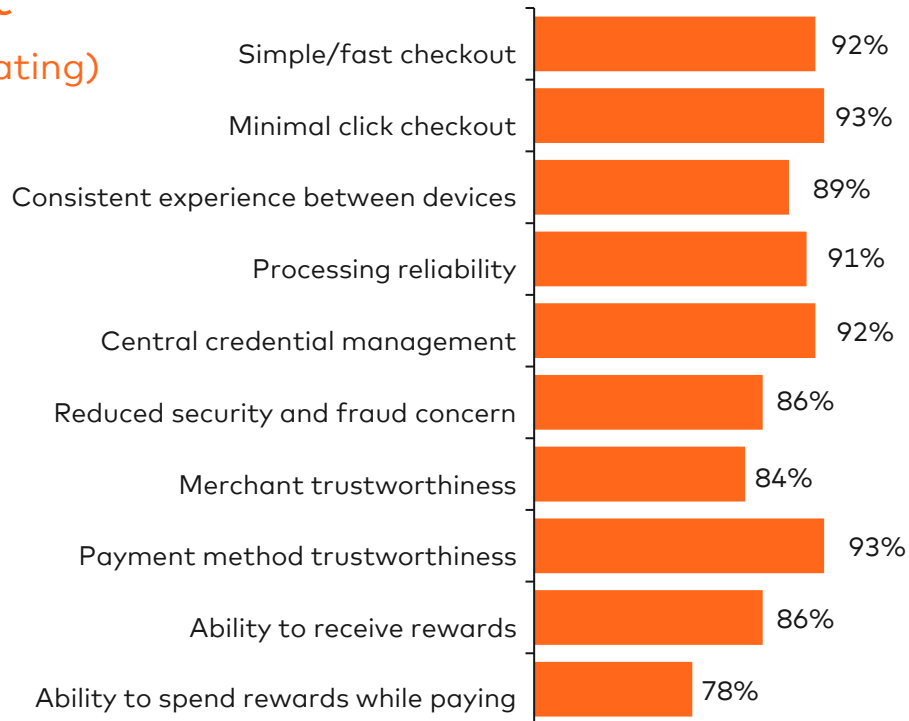 ating)
Simple/fast checkout 92%
Minimal click checkout 93%
Consistent experience between devices 89%
Processing reliability 91%
Central credential management 92%
Reduced security and fraud concern 86%
Merchant trustworthiness 84%
Payment method trustworthiness 93%
Ability to receive rewards 86%
Ability to spend rewards while paying 78%